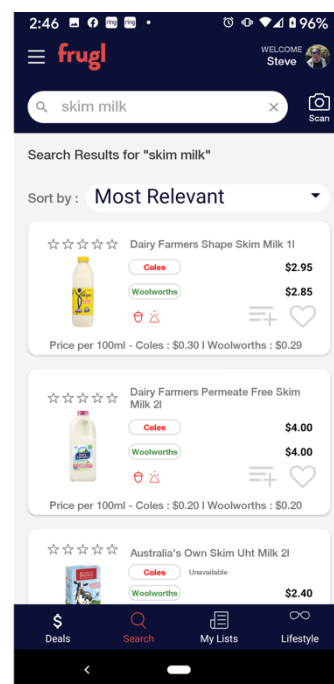 2:46 ring ring 96%
frugl WELCOME
Steve
skim milk × Scan
Search Results for "skim milk"
Sort by : Most Relevant
Dairy Farmers Shape Skim Milk 1l
Coles $2.95
Woolworths $2.85
Price per 100ml - Coles : $0.30 I Woolworths : $0.29
Dairy Farmers Permeate Free Skim
Milk 2l
Coles $4.00
Woolworths $4.00
Price per 100ml - Coles : $0.20 I Woolworths : $0.20
Australia's Own Skim Uht Milk 2l
Coles Unavailable
Woolworths $2.40
$
Deals Search My Lists Lifestyle